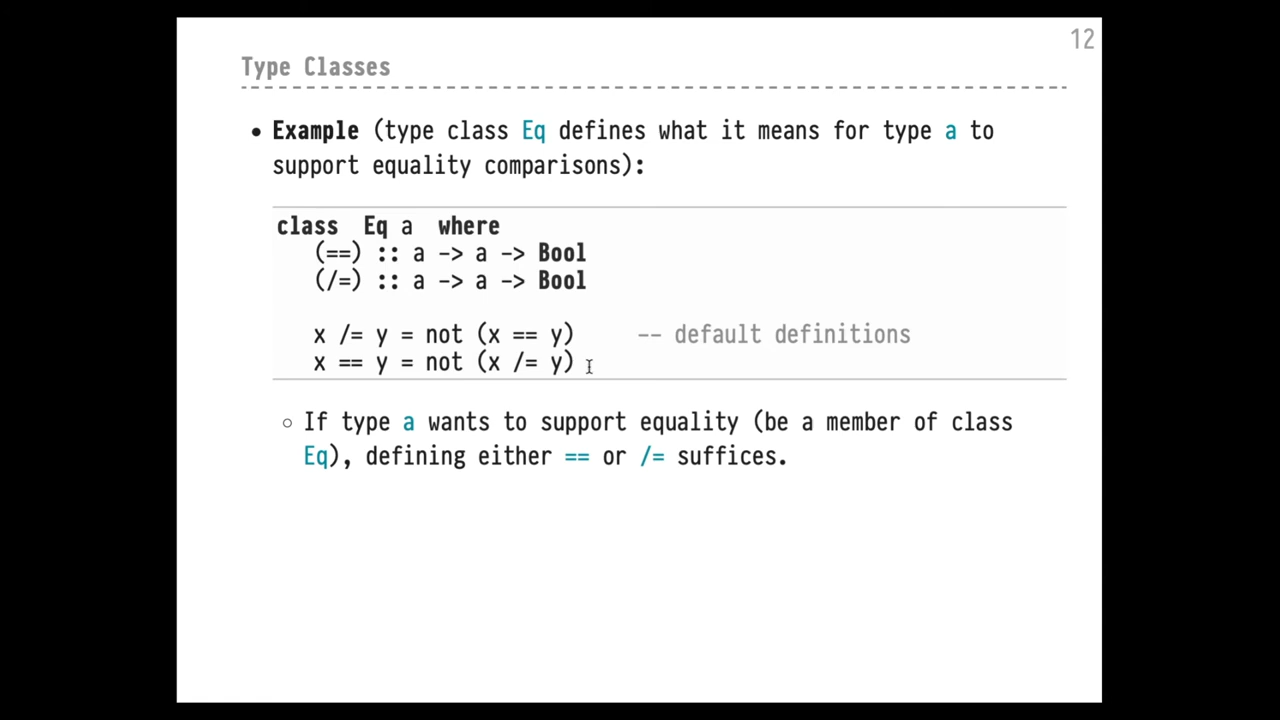 12
Type Classes
• Example (type class Eq defines what it means for type a to
support equality comparisons):
class Eq a where
(==) :: a -> a -> Bool
(/=) :: a -> a -> Bool
x /= y = not (x == y) -- default definitions
x == y = not (x /= y)
○ If type a wants to support equality (be a member of class
Eq), defining either == or /= suffices.